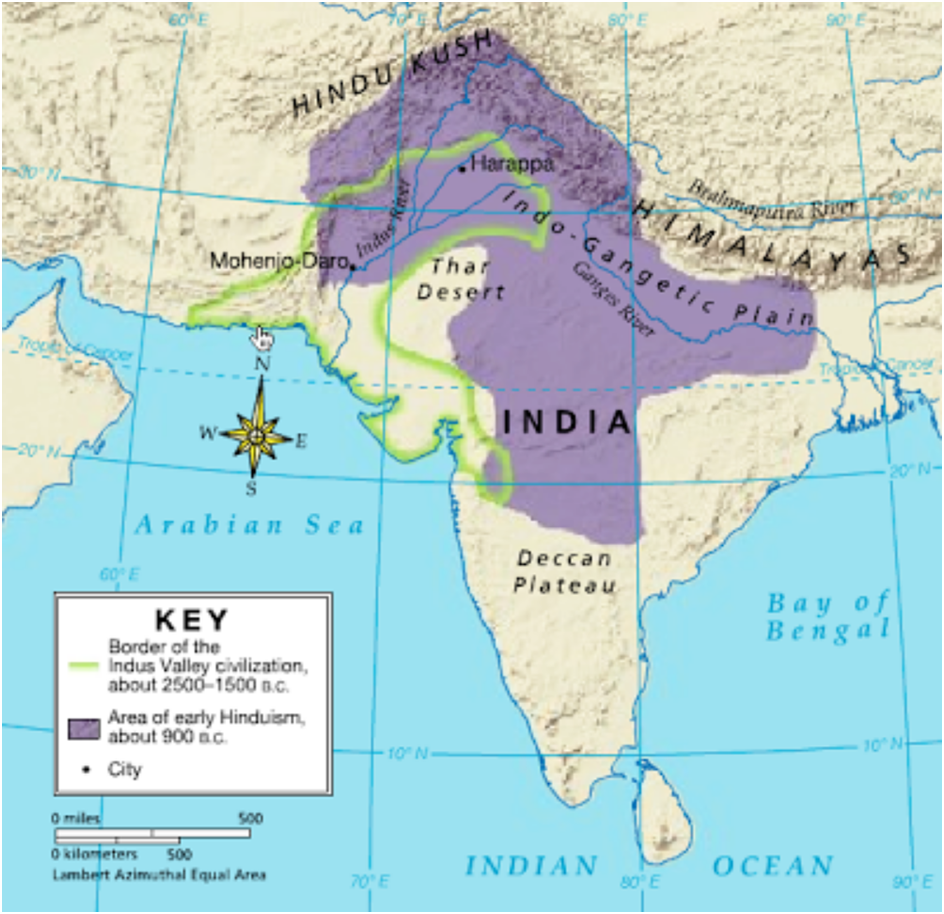 60° E
70° E
80° E
90° E
HINDU KUSH
Harappa
30° N
30° N
Indus River
Brahmaputra River
HIMALAYAS
Indo-Gangetic Plain
Mohenjo-Daro
Thar
Desert
Ganges River
Tropic of Cancer
Tropic of Cancer
N
W
E
S
INDIA
20° N
20° N
Arabian Sea
Deccan
Plateau
60° E
Bay of
Bengal
KEY
Border of the
Indus Valley civilization,
about 2500–1500 B.C.
Area of early Hinduism,
about 900 B.C.
City
10° N
10° N
0 miles 500
0 kilometers 500
Lambert Azimuthal Equal Area
INDIAN OCEAN
70° E
80° E
90° E